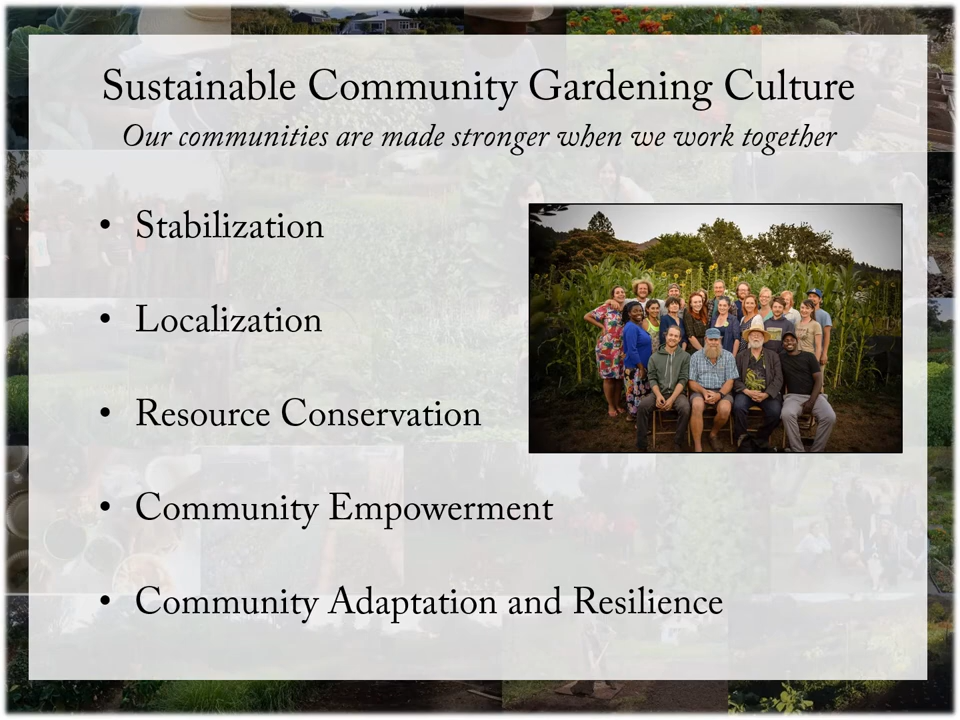 Sustainable Community Gardening Culture
Our communities are made stronger when we work together
• Stabilization
• Localization
• Resource Conservation
• Community Empowerment
• Community Adaptation and Resilience